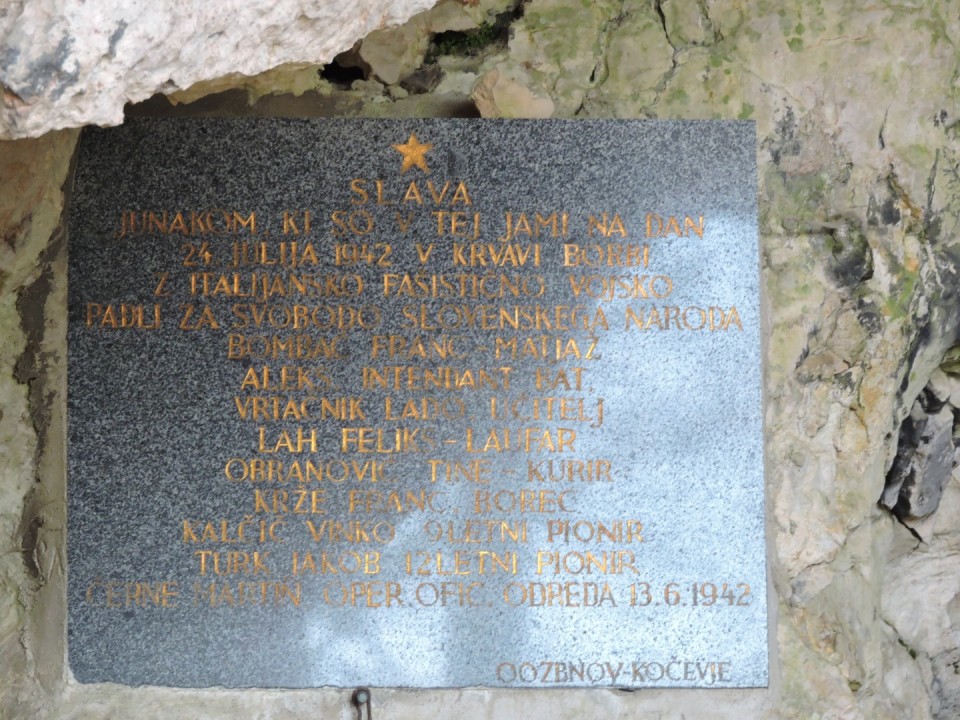 SLAVA
JUNAKOM, KI SO V TEJ JAMI NA DAN
24. JULIJA 1942 V KRVAVI BORBI
Z ITALIJANSKO FAŠISTIČNO VOJSKO
PADLI ZA SVOBODO SLOVENSKEGA NARODA
BOMBAČ FRANC-MATJAŽ
ALEKS. INTENDANT BAT.
VRTAČNIK LADO, UČITELJ
LAH FELIKS-LAUFAR
OBRANOVIČ TINE-KURIR
KRŽE FRANC, BOREC
KALČIČ VINKO 9LETNI PIONIR
TURK JAKOB 12LETNI PIONIR
ČERNE MARTIN OPER.OFIC. ODREDA 13.6.1942
OOZBNOV-KOČEVJE